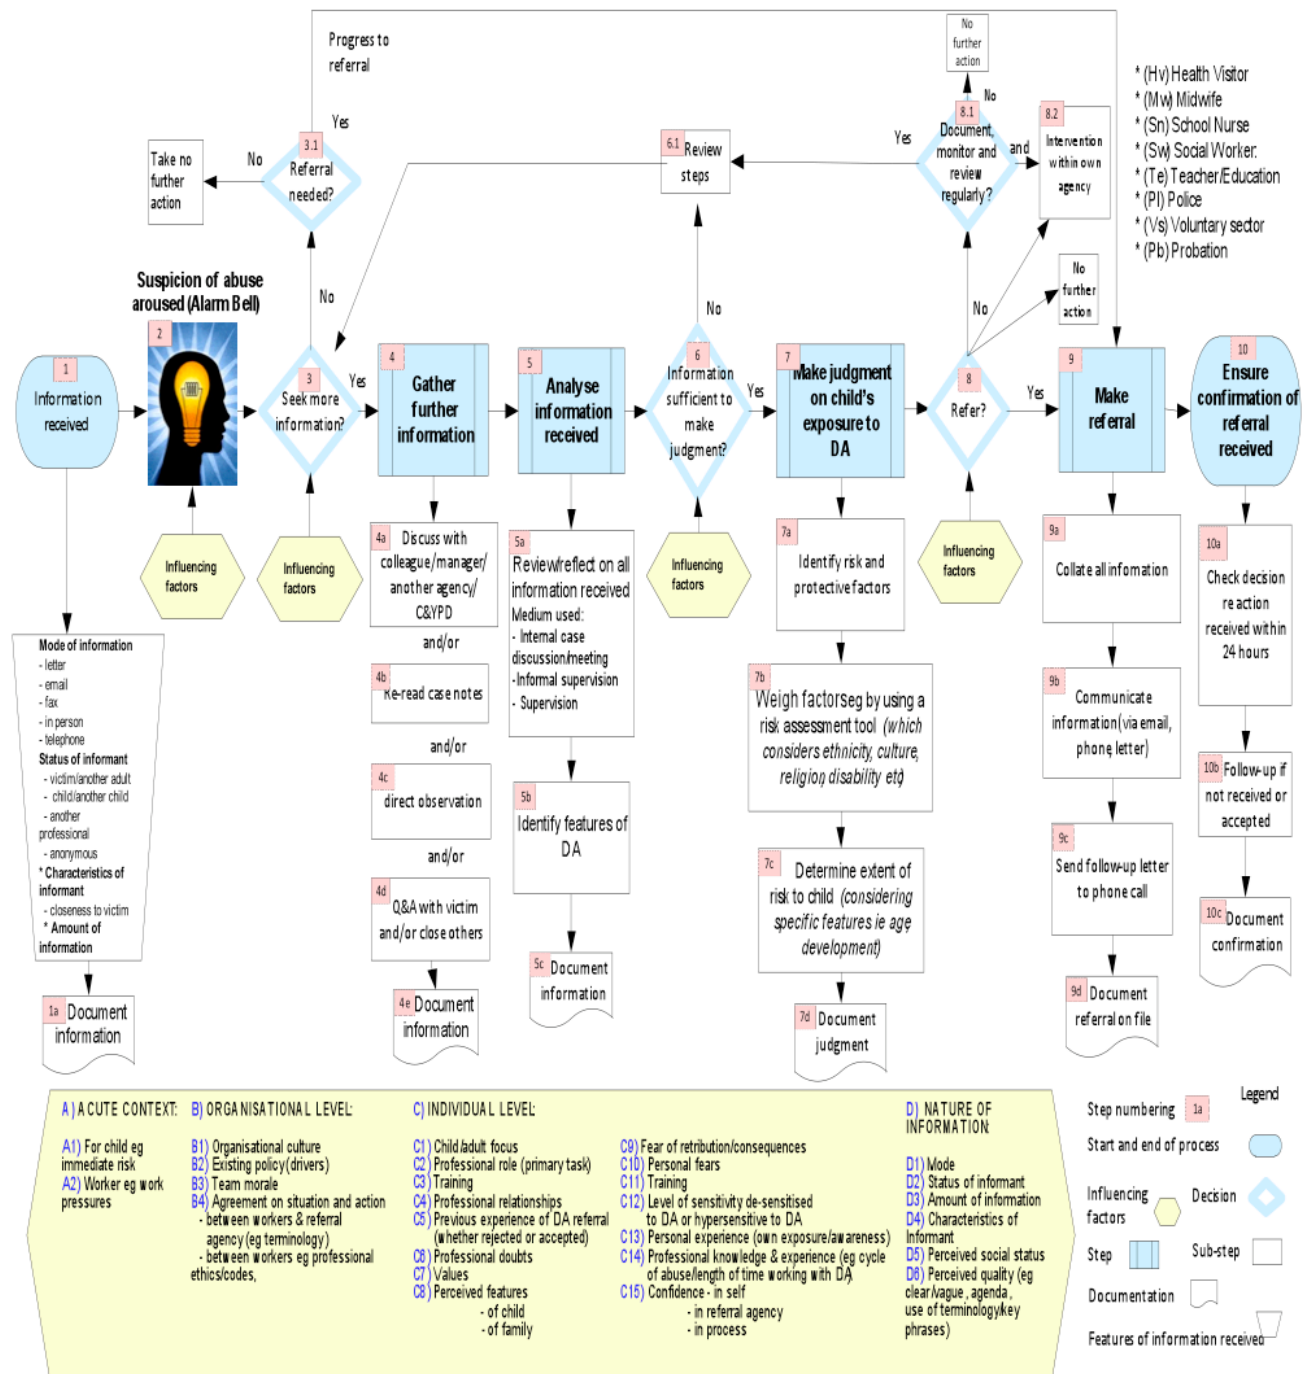 No
further
action
Progress to
referral
* (Hv) Health Visitor
* (Mw) Midwife
* (Sn) School Nurse
* (Sw) Social Worker:
* (Te) Teacher/Education
* (Pl) Police
* (Vs) Voluntary sector
* (Pb) Probation
Yes
No
3.1
Referral
needed?
No
Take no
further
action
6.1 Review
steps
Yes
8.1
Document,
monitor and
review
regularly?
and
8.2
Intervention
within own
agency
Suspicion of abuse
aroused (Alarm Bell)
No
No
No
No
further
action
1
Information
received
2
3
Seek more
information?
Yes
4
Gather
further
information
5
Analyse
information
received
6
Information
sufficient to
make
judgment?
Yes
7
Make judgment
on child's
exposure to
DA
8
Refer?
Yes
9
Make
referral
10
Ensure
confirmation of
referral
received
Influencing
factors
Influencing
factors
Influencing
factors
Influencing
factors
Mode of information
- letter
- email
- fax
- in person
- telephone
Status of informant
- victim/another adult
- child/another child
- another
professional
- anonymous
* Characteristics of
informant
- closeness to victim
* Amount of
information
1a Document
information
4a Discuss with
colleague/manager/
another agency/
C&YPD
and/or
4b
Re-read case notes
and/or
4c
direct observation
and/or
4d
Q&A with victim
and/or close others
4e Document
information
5a
Review/reflect on all
information received
Medium used:
- Internal case
discussion/meeting
-Informal supervision
- Supervision
5b
Identify features of
DA
5c Document
information
7a
Identify risk and
protective factors
7b
Weigh factorseg by using a
risk assessment tool (which
considers ethnicity, culture,
religion, disability etc)
7c Determine extent of
risk to child (considering
specific features ie age,
development)
7d Document
judgment
9a
Collate all infomation
9b
Communicate
information(via email,
phone, letter)
9c
Send follow-up letter
to phone call
9d Document
referral on file
10a
Check decision
re action
received within
24 hours
10b Follow-up if
not received or
accepted
10c Document
confirmation
A) ACUTE CONTEXT:
A1) For child eg
immediate risk
A2) Worker eg work
pressures
B) ORGANISATIONAL LEVEL:
B1) Organisational culture
B2) Existing policy (drivers)
B3) Team morale
B4) Agreement on situation and action
- between workers & referral
agency (eg terminology)
- between workers eg professional
ethics/codes,
C) INDIVIDUAL LEVEL:
C1) Child/adult focus
C2) Professional role (primary task)
C3) Training
C4) Professional relationships
C5) Previous experience of DA referral
(whether rejected or accepted)
C6) Professional doubts
C7) Values
C8) Perceived features
- of child
- of family
C9) Fear of retribution/consequences
C10) Personal fears
C11) Training
C12) Level of sensitivity de-sensitised
to DA or hypersensitive to DA
C13) Personal experience (own exposure/awareness)
C14) Professional knowledge & experience (eg cycle
of abuse/length of time working with DA)
C15) Confidence - in self
- in referral agency
- in process
D) NATURE OF
INFORMATION:
D1) Mode
D2) Status of informant
D3) Amount of information
D4) Characteristics of
Informant
D5) Perceived social status
D6) Perceived quality (eg
clear/vague, agenda,
use of terminology/key
phrases)
Legend
Step numbering 1a
Start and end of process
Influencing
factors
Decision
Step
Sub-step
Documentation
Features of information received